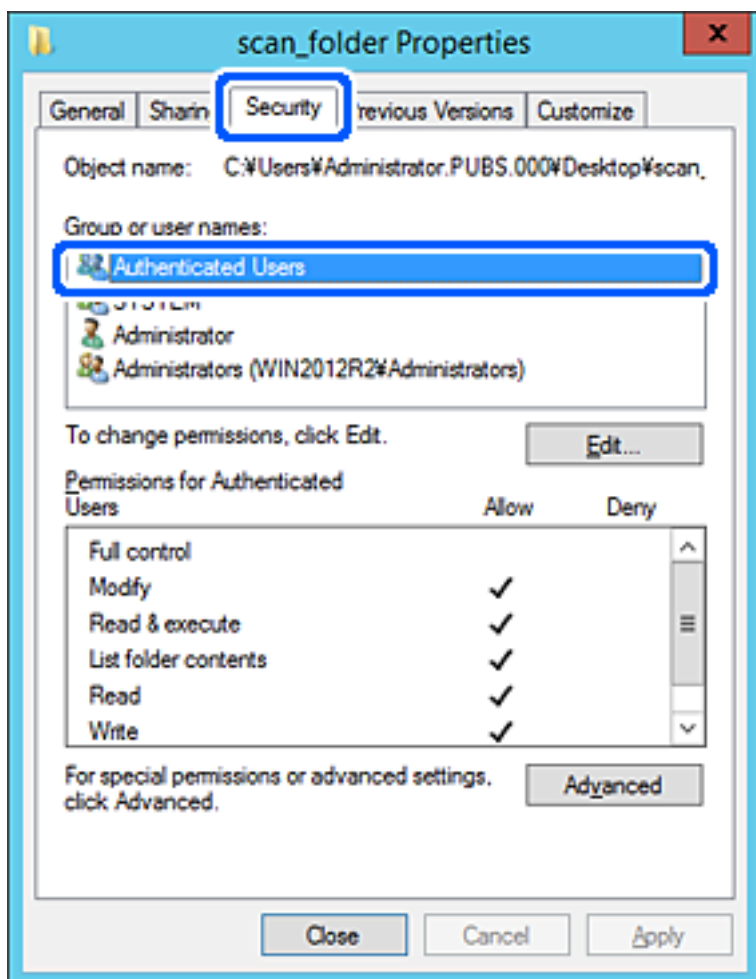 scan_folder Properties
x
General Sharin Security revious Versions Customize
Object name: C:¥Users¥Administrator.PUBS.000¥Desktop¥scan_
Group or user names:
Authenticated Users
SYSTEM
Administrator
Administrators (WIN2012R2¥Administrators)
To change permissions, click Edit.
Edit...
Permissions for Authenticated
Users
Allow Deny
Full control
Modify
Read & execute
List folder contents
Read
Write
For special permissions or advanced settings,
click Advanced.
Advanced
Close Cancel Apply